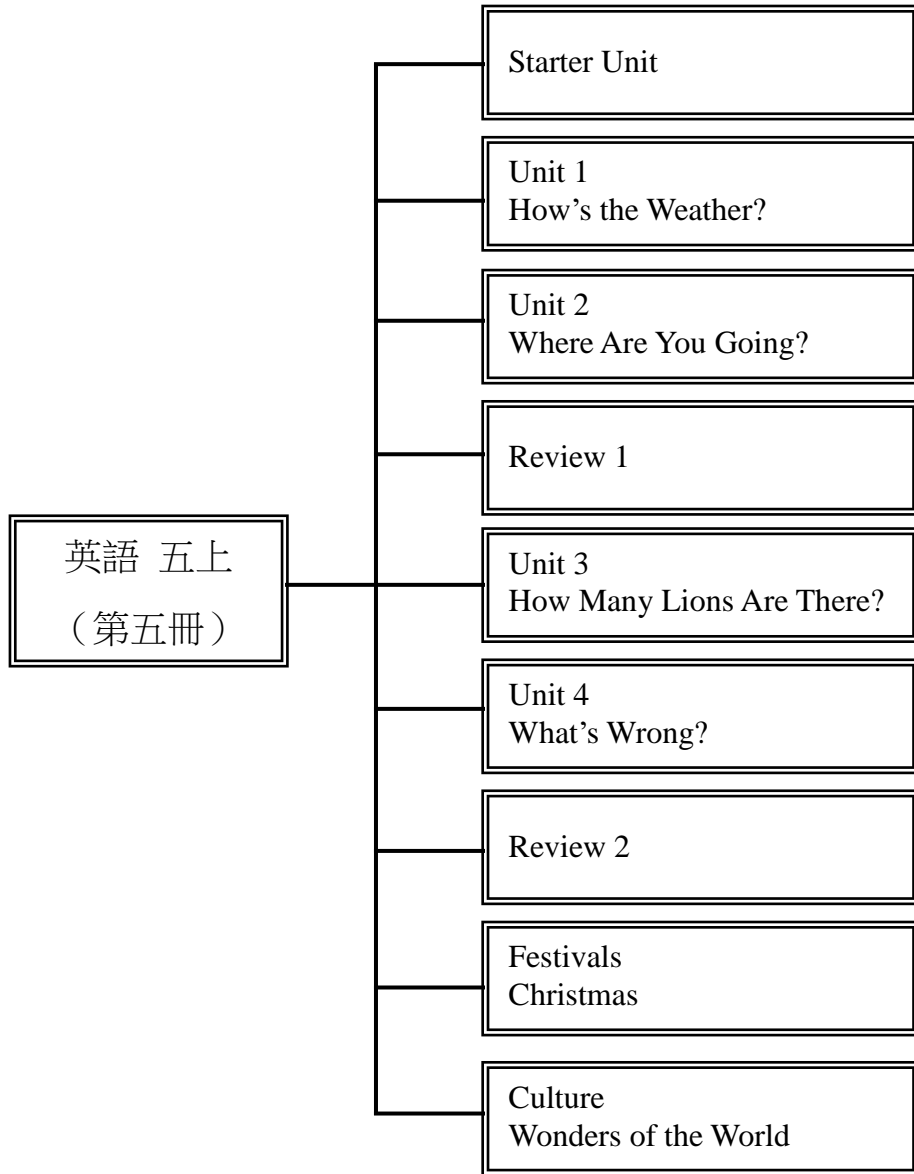 英語 五上
（第五冊）
Starter Unit
Unit 1
How’s the Weather?
Unit 2
Where Are You Going?
Review 1
Unit 3
How Many Lions Are There?
Unit 4
What’s Wrong?
Review 2
Festivals
Christmas
Culture
Wonders of the World